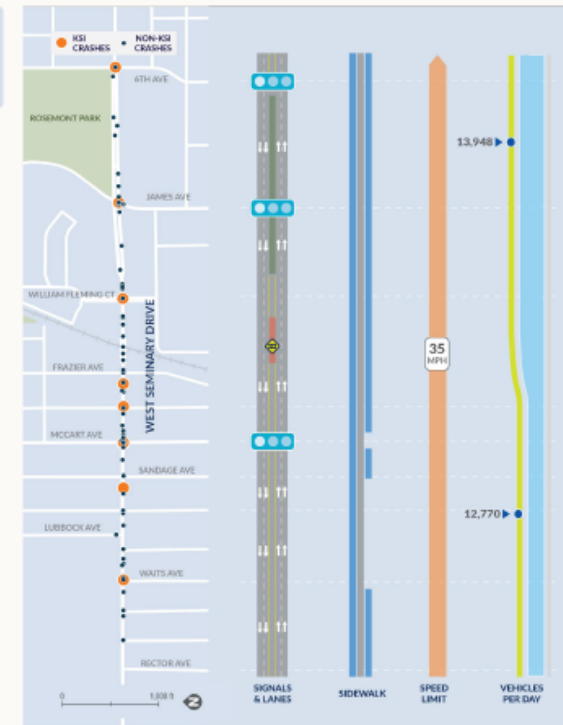 KSI
CRASHES
NON-KSI
CRASHES
6TH AVE
ROSEMONT PARK
13,948
JAMES AVE
WILLIAM FLEMING CT
WEST SEMINARY DRIVE
35
MPH
FRAZIER AVE
MCCART AVE
SANDAGE AVE
12,770
LUBBOCK AVE
WAITS AVE
RECTOR AVE
0
1,000 ft
N
SIGNALS
& LANES
SIDEWALK
SPEED
LIMIT
VEHICLES
PER DAY